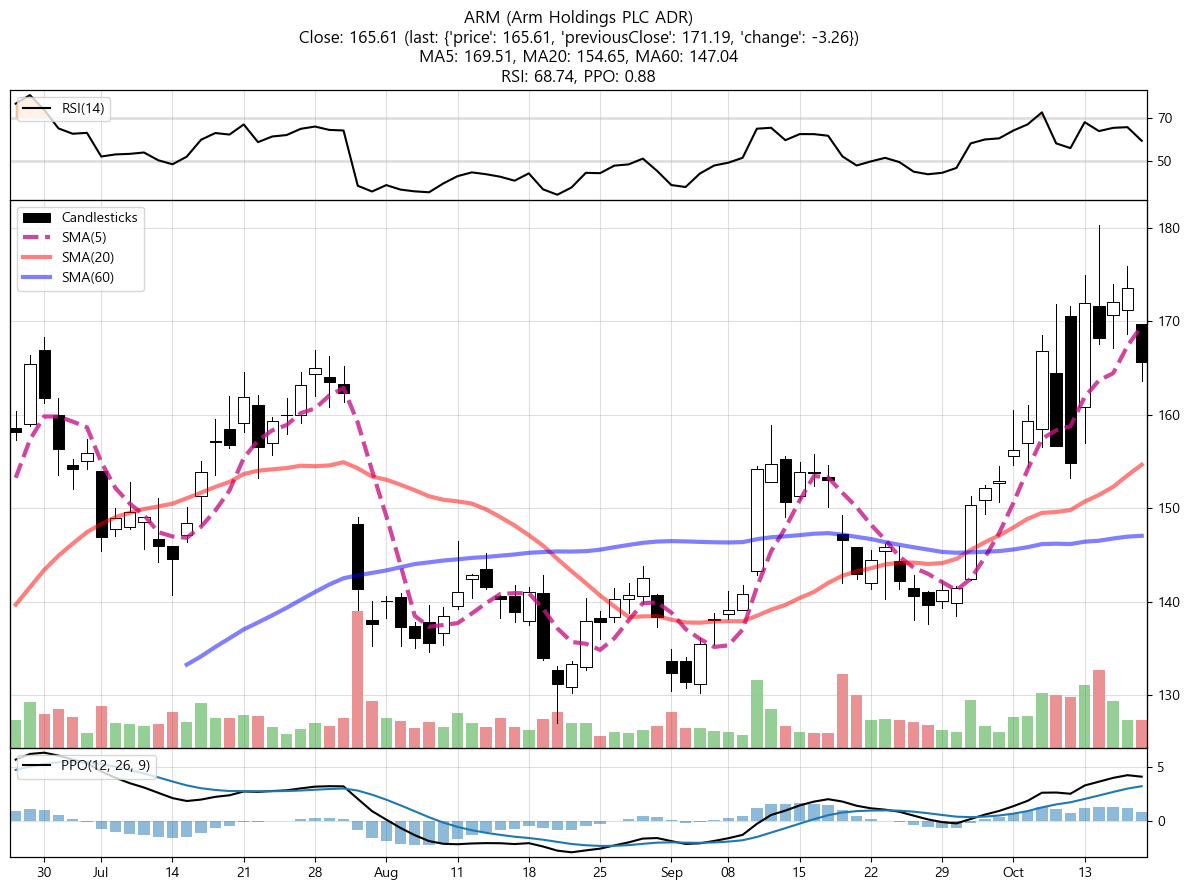 ARM (Arm Holdings PLC ADR)
Close: 165.61 (last: {'price': 165.61, 'previousClose': 171.19, 'change': -3.26})
MA5: 169.51, MA20: 154.65, MA60: 147.04
RSI: 68.74, PPO: 0.88
RSI(14)
70
50
Candlesticks
SMA(5)
SMA(20)
SMA(60)
180
170
160
150
140
130
PPO(12, 26, 9)
5
0
30 Jul 14 21 28 Aug 11 18 25 Sep 08 15 22 29 Oct 13